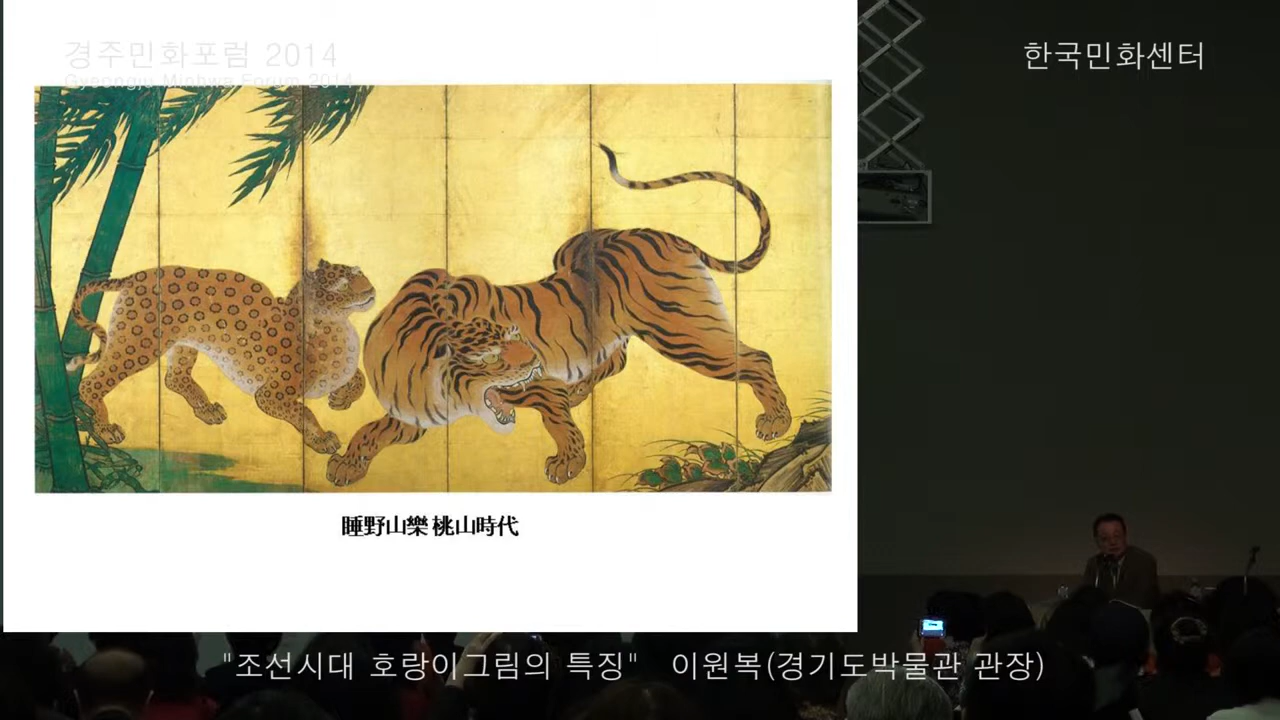 경주민화포럼 2014
Gyeongju Minhwa Forum 2014
한국민화센터
睡野山樂 桃山時代
"조선시대 호랑이그림의 특징" 이원복(경기도박물관 관장)